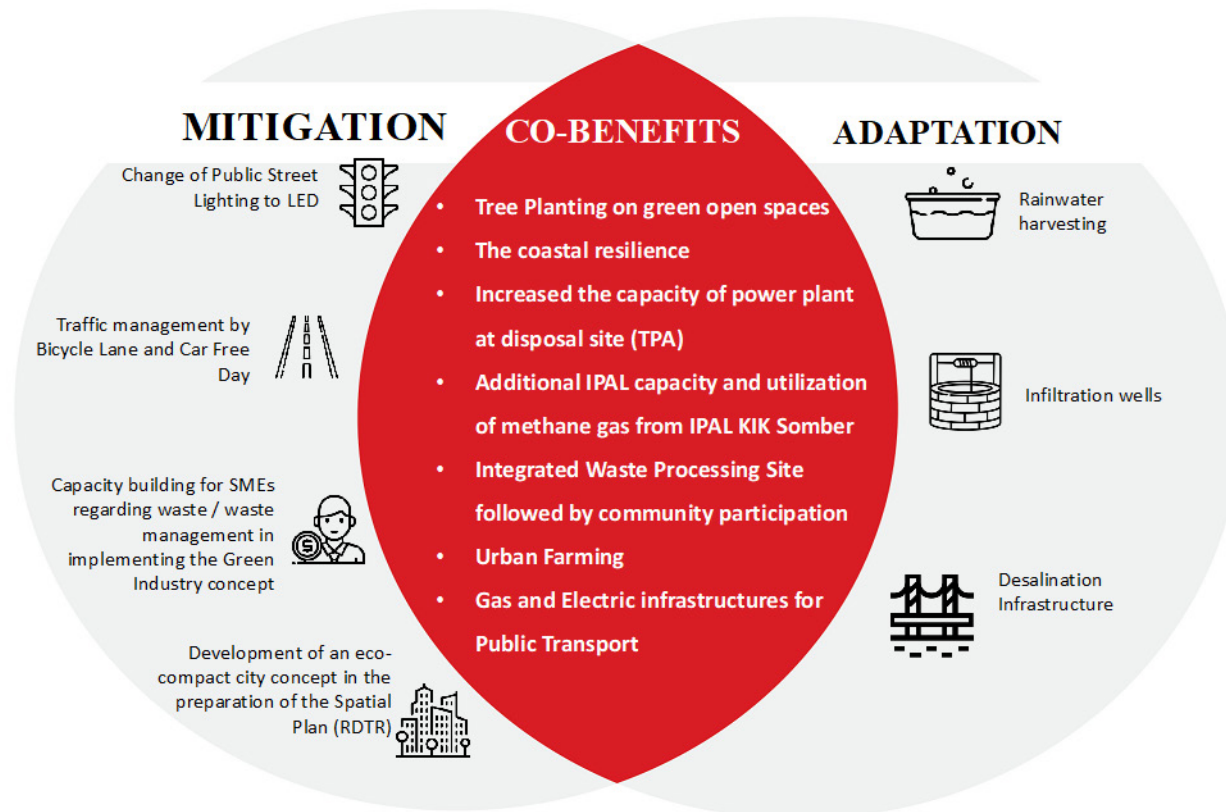 MITIGATION
Change of Public Street
Lighting to LED
Traffic management by
Bicycle Lane and Car Free
Day
Capacity building for SMEs
regarding waste / waste
management in
implementing the Green
Industry concept
Development of an eco-
compact city concept in the
preparation of the Spatial
Plan (RDTR)
CO-BENEFITS
• Tree Planting on green open spaces
• The coastal resilience
• Increased the capacity of power plant
at disposal site (TPA)
• Additional IPAL capacity and utilization
of methane gas from IPAL KIK Somber
• Integrated Waste Processing Site
followed by community participation
• Urban Farming
• Gas and Electric infrastructures for
Public Transport
ADAPTATION
Rainwater
harvesting
Infiltration wells
Desalination
Infrastructure